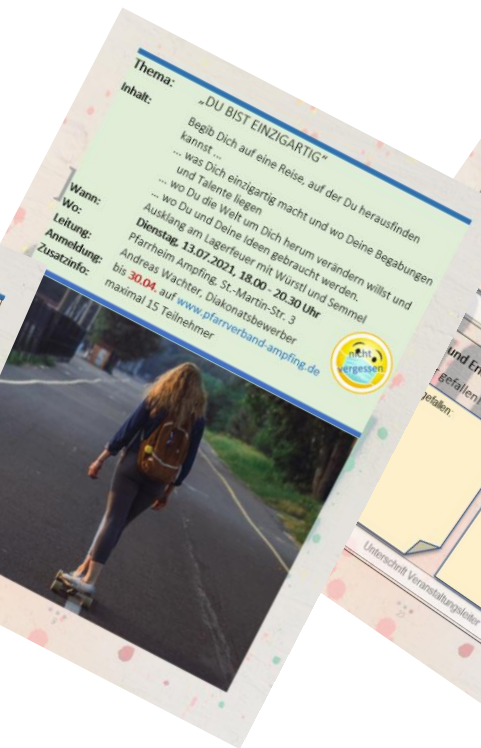 Thema:
„DU BIST EINZIGARTIG“
Inhalt:
Begib Dich auf eine Reise, auf der Du herausfinden
kannst ...
... was Dich einzigartig macht und wo Deine Begabungen
und Talente liegen
... wo Du die Welt um Dich herum verändern willst und
... wo Du und Deine Ideen gebraucht werden.
Ausklang am Lagerfeuer mit Würstl und Semmel
Wann: Dienstag, 13.07.2021, 18.00 - 20.30 Uhr
Wo: Pfarrheim Ampfing, St.-Martin-Str. 3
Leitung: Andreas Wachter, Diakonatsbewerber
Anmeldung: bis 30.04. auf www.pfarrverband-ampfing.de
Zusatzinfo: maximal 15 Teilnehmer
nicht
vergessen
und
gefallen
gefallen:
Unterschrift Veranstaltungsleiter